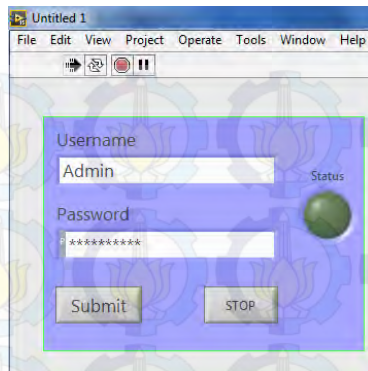 Untitled 1
File Edit View Project Operate Tools Window Help
Username
Admin
Status
Password
**********
Submit STOP